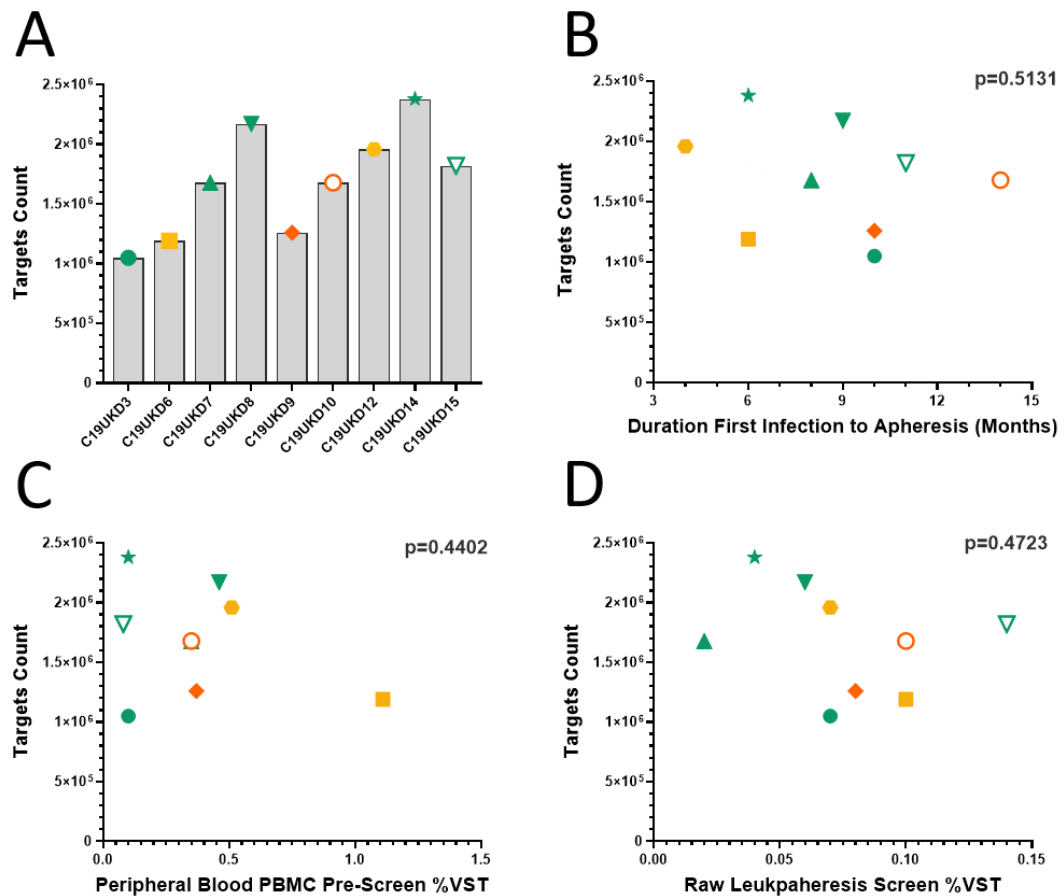 A
2.5×10⁶
2×10⁶
1.5×10⁶
1×10⁶
5×10⁵
0
Targets Count
C19UKD3
C19UKD6
C19UKD7
C19UKD8
C19UKD9
C19UKD10
C19UKD12
C19UKD14
C19UKD15
B
p=0.5131
2.5×10⁶
2×10⁶
1.5×10⁶
1×10⁶
5×10⁵
0
Targets Count
3 6 9 12 15
Duration First Infection to Apheresis (Months)
C
p=0.4402
2.5×10⁶
2×10⁶
1.5×10⁶
1×10⁶
5×10⁵
0
Targets Count
0.0 0.5 1.0 1.5
Peripheral Blood PBMC Pre-Screen %VST
D
p=0.4723
2.5×10⁶
2×10⁶
1.5×10⁶
1×10⁶
5×10⁵
0
Targets Count
0.00 0.05 0.10 0.15
Raw Leukpaheresis Screen %VST